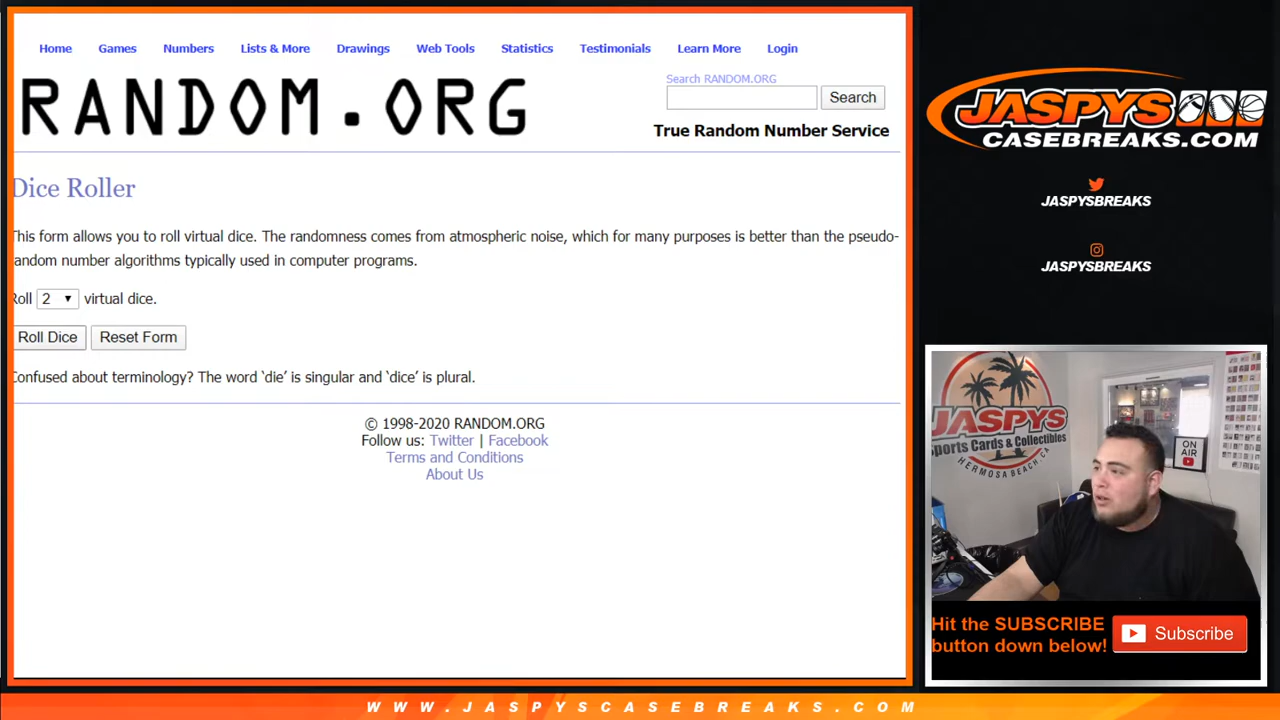 Home Games Numbers Lists & More Drawings Web Tools Statistics Testimonials Learn More Login
RANDOM.ORG
Search RANDOM.ORG
Search
True Random Number Service
Dice Roller
This form allows you to roll virtual dice. The randomness comes from atmospheric noise, which for many purposes is better than the pseudo-
random number algorithms typically used in computer programs.
Roll 2 virtual dice.
Roll Dice Reset Form
Confused about terminology? The word ‘die’ is singular and ‘dice’ is plural.
© 1998-2020 RANDOM.ORG
Follow us: Twitter | Facebook
Terms and Conditions
About Us
JASPYS
CASEBREAKS.COM
JASPYSBREAKS
JASPYSBREAKS
JASPYS
Sports Cards & Collectibles
HERMOSA BEACH, CA
ON
AIR
Hit the SUBSCRIBE
button down below!
Subscribe
WWW.JASPYSCASEBREAKS.COM